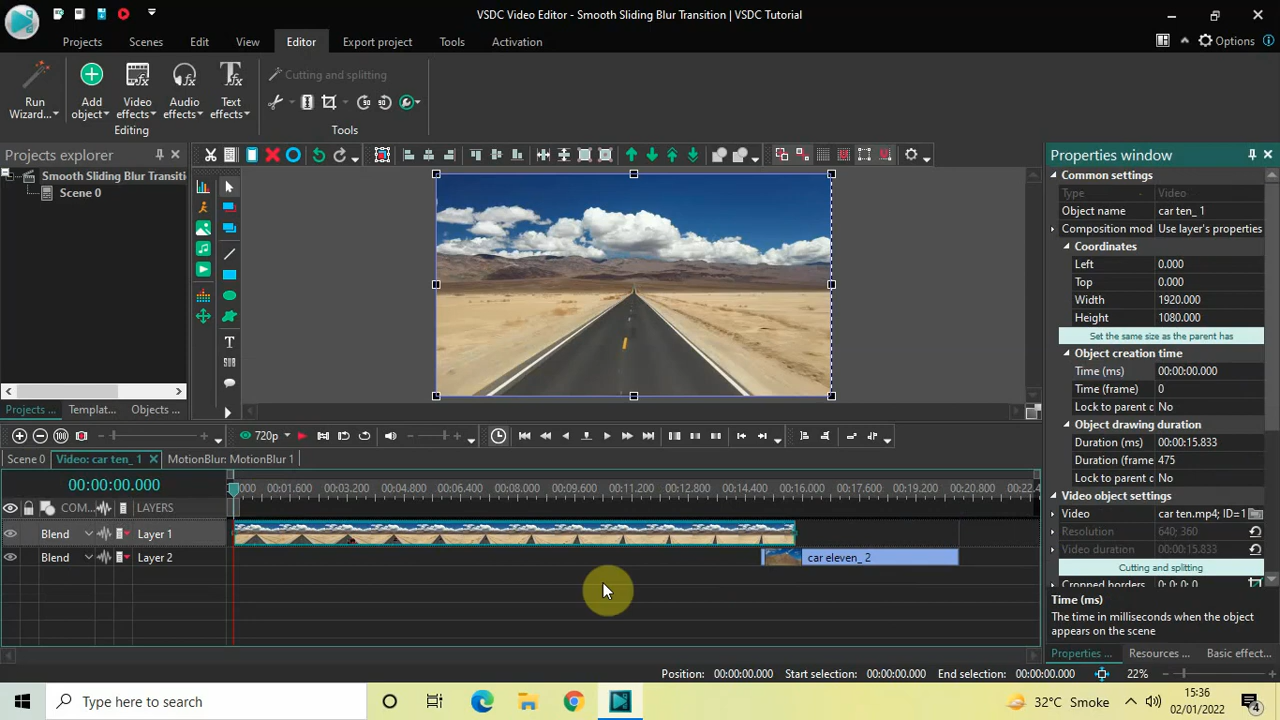 VSDC Video Editor - Smooth Sliding Blur Transition | VSDC Tutorial
Projects Scenes Edit View Editor Export project Tools Activation Options
Cutting and splitting
Run Wizard...
Add object
Video effects
Audio effects
Text effects
Editing
Tools
Projects explorer
Smooth Sliding Blur Transiti
Scene 0
Projects ... Templat... Objects ...
Properties window
Common settings
Type Video
Object name car ten_ 1
Composition mod Use layer's properties
Coordinates
Left 0.000
Top 0.000
Width 1920.000
Height 1080.000
Set the same size as the parent has
Object creation time
Time (ms) 00:00:00.000
Time (frame) 0
Lock to parent c No
Object drawing duration
Duration (ms) 00:00:15.833
Duration (frame 475
Lock to parent c No
Video object settings
Video car ten.mp4; ID=1
Resolution 640; 360
Video duration 00:00:15.833
Cutting and splitting
Cropped borders 0; 0; 0; 0
Time (ms)
The time in milliseconds when the object
appears on the scene
Properties ... Resources ... Basic effect...
720p
Scene 0 Video: car ten_ 1 MotionBlur: MotionBlur 1
00:00:00.000
000 00:01.600 00:03.200 00:04.800 00:06.400 00:08.000 00:09.600 00:11.200 00:12.800 00:14.400 00:16.000 00:17.600 00:19.200 00:20.800 00:22.4
COM... LAYERS
Blend Layer 1
Blend Layer 2
car eleven_ 2
Position: 00:00:00.000 Start selection: 00:00:00.000 End selection: 00:00:00.000 22%
Type here to search
32°C Smoke
15:36
02/01/2022
4